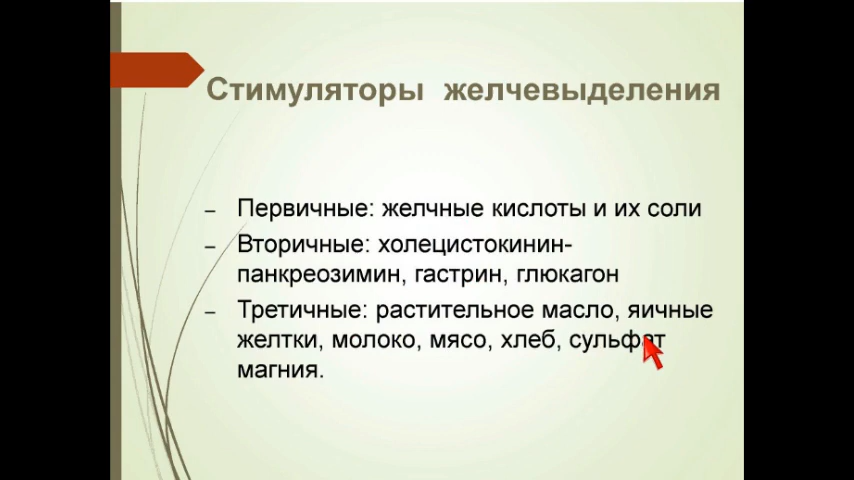 Стимуляторы желчевыделения
– Первичные: желчные кислоты и их соли
– Вторичные: холецистокинин-
панкреозимин, гастрин, глюкагон
– Третичные: растительное масло, яичные
желтки, молоко, мясо, хлеб, сульфат
магния.